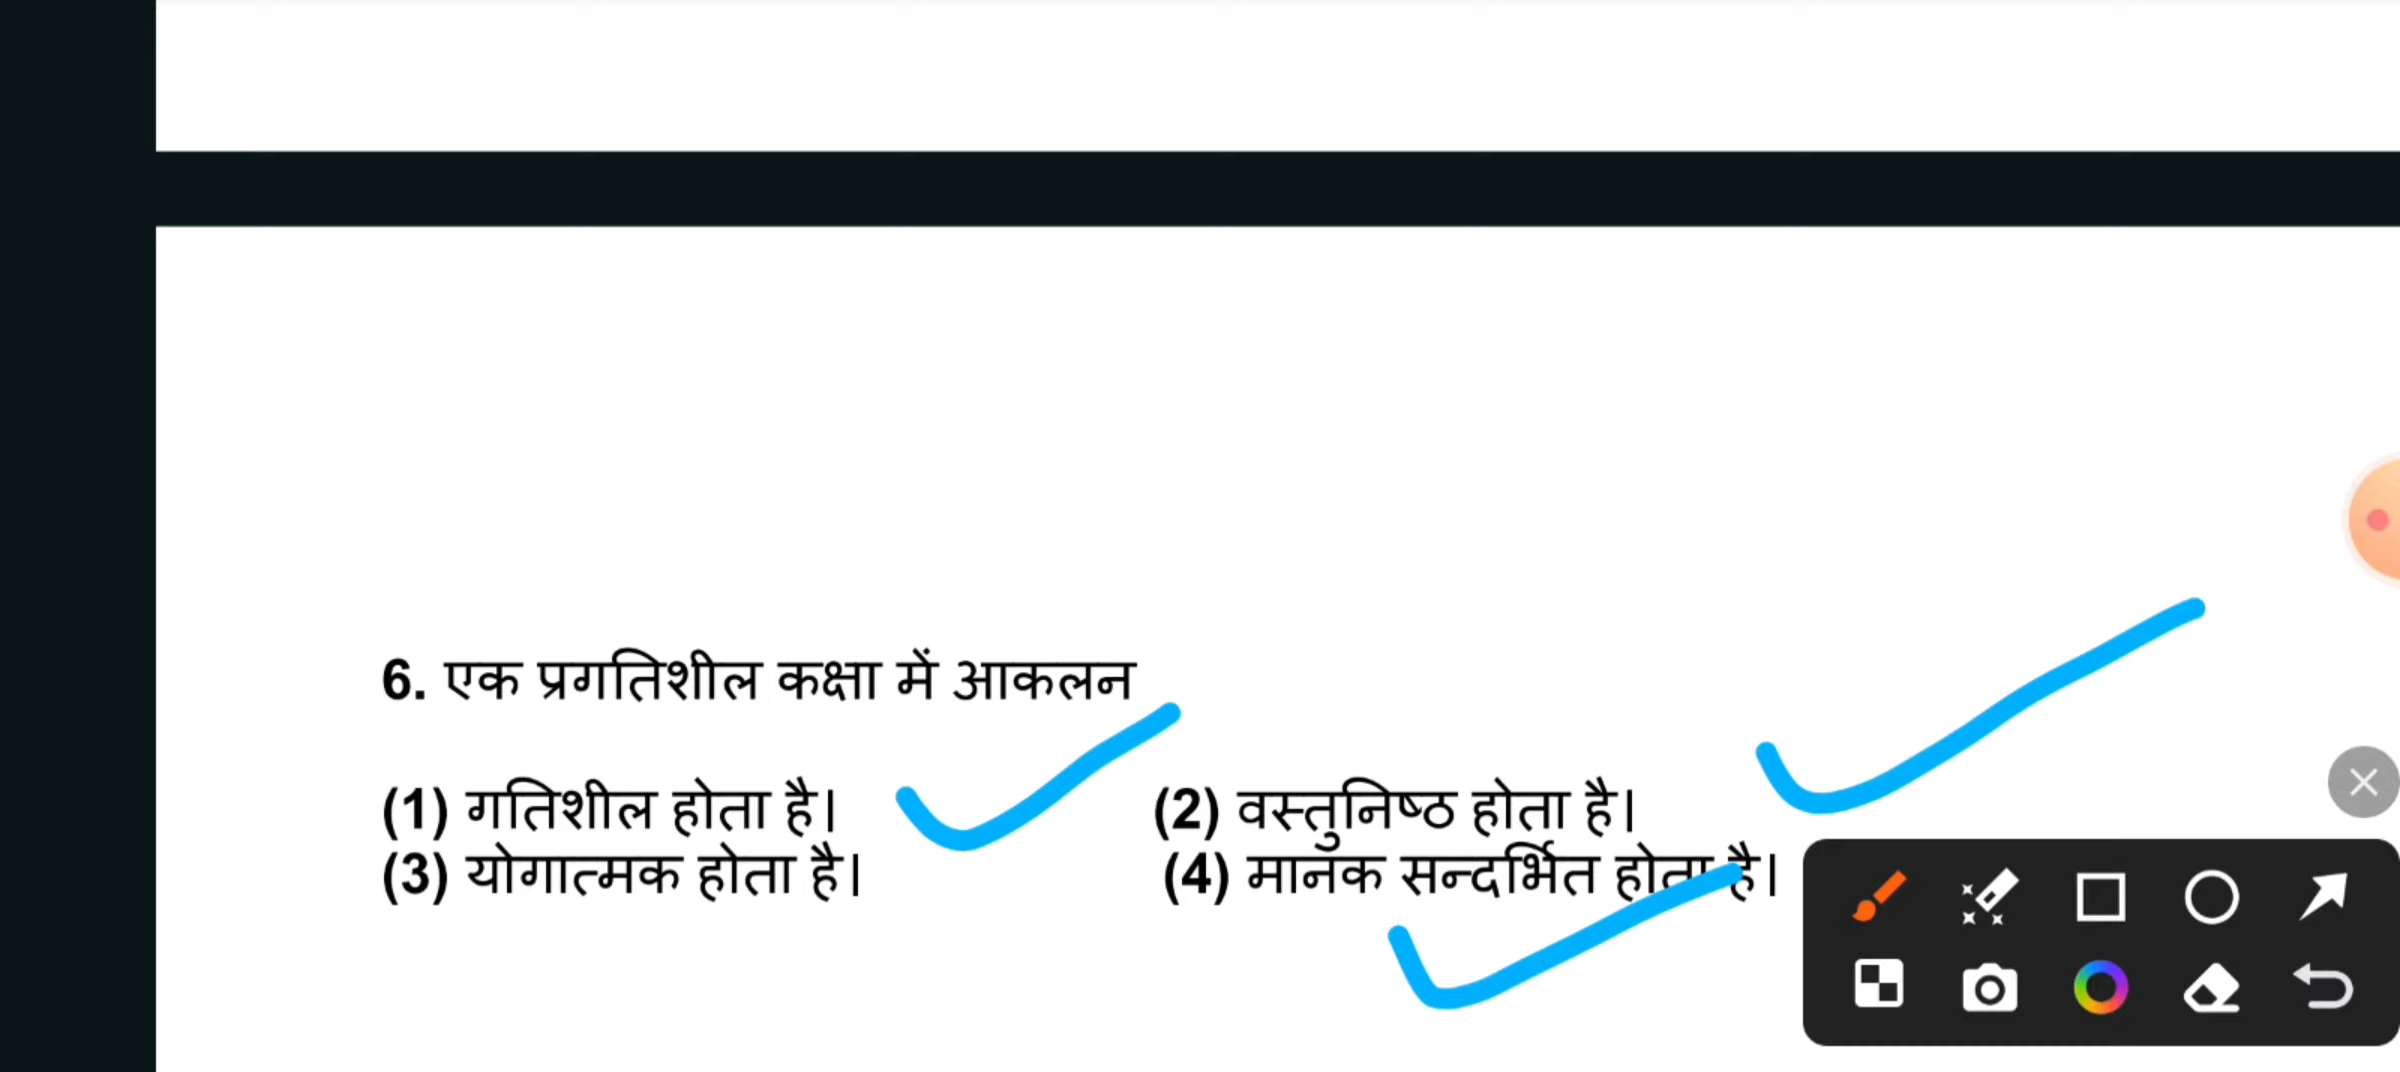 6. एक प्रगतिशील कक्षा में आकलन
(1) गतिशील होता है। (2) वस्तुनिष्ठ होता है।
(3) योगात्मक होता है। (4) मानक सन्दर्भित होता है।